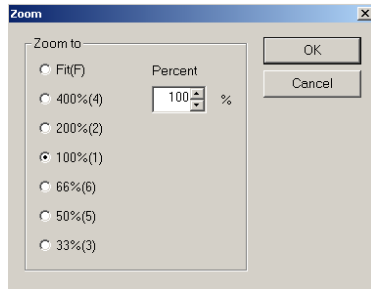 Zoom
Zoom to
OK
Fit(F)
Percent
Cancel
400%(4)
100
%
200%(2)
100%(1)
66%(6)
50%(5)
33%(3)